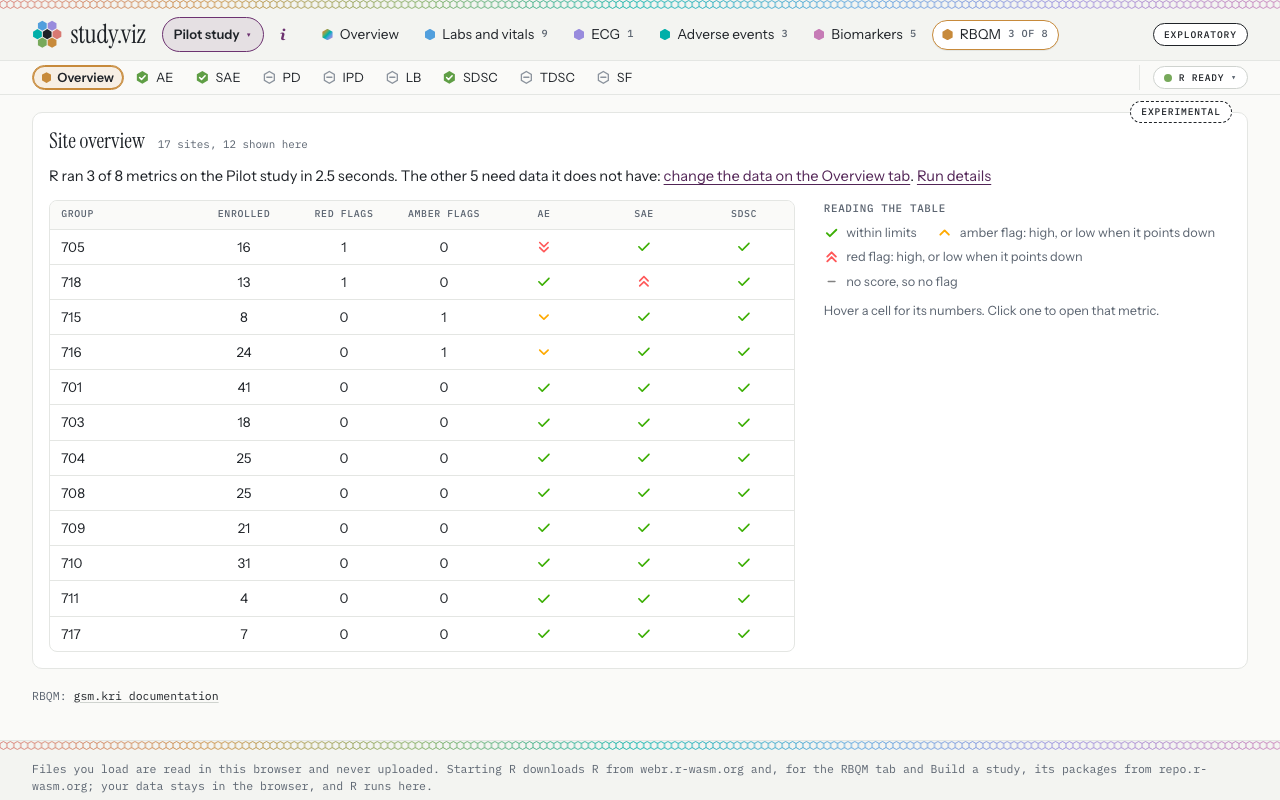 study.viz Pilot study ▾ i Overview Labs and vitals 9 ECG 1 Adverse events 3 Biomarkers 5 RBQM 3 OF 8 EXPLORATORY
Overview AE SAE PD IPD LB SDSC TDSC SF R READY ▾
EXPERIMENTAL
Site overview 17 sites, 12 shown here
R ran 3 of 8 metrics on the Pilot study in 2.5 seconds. The other 5 need data it does not have: change the data on the Overview tab. Run details
GROUP ENROLLED RED FLAGS AMBER FLAGS AE SAE SDSC
705 16 1 0
718 13 1 0
715 8 0 1
716 24 0 1
701 41 0 0
703 18 0 0
704 25 0 0
708 25 0 0
709 21 0 0
710 31 0 0
711 4 0 0
717 7 0 0
READING THE TABLE
within limits amber flag: high, or low when it points down
red flag: high, or low when it points down
no score, so no flag
Hover a cell for its numbers. Click one to open that metric.
RBQM: gsm.kri documentation
Files you load are read in this browser and never uploaded. Starting R downloads R from webr.r-wasm.org and, for the RBQM tab and Build a study, its packages from repo.r-
wasm.org; your data stays in the browser, and R runs here.